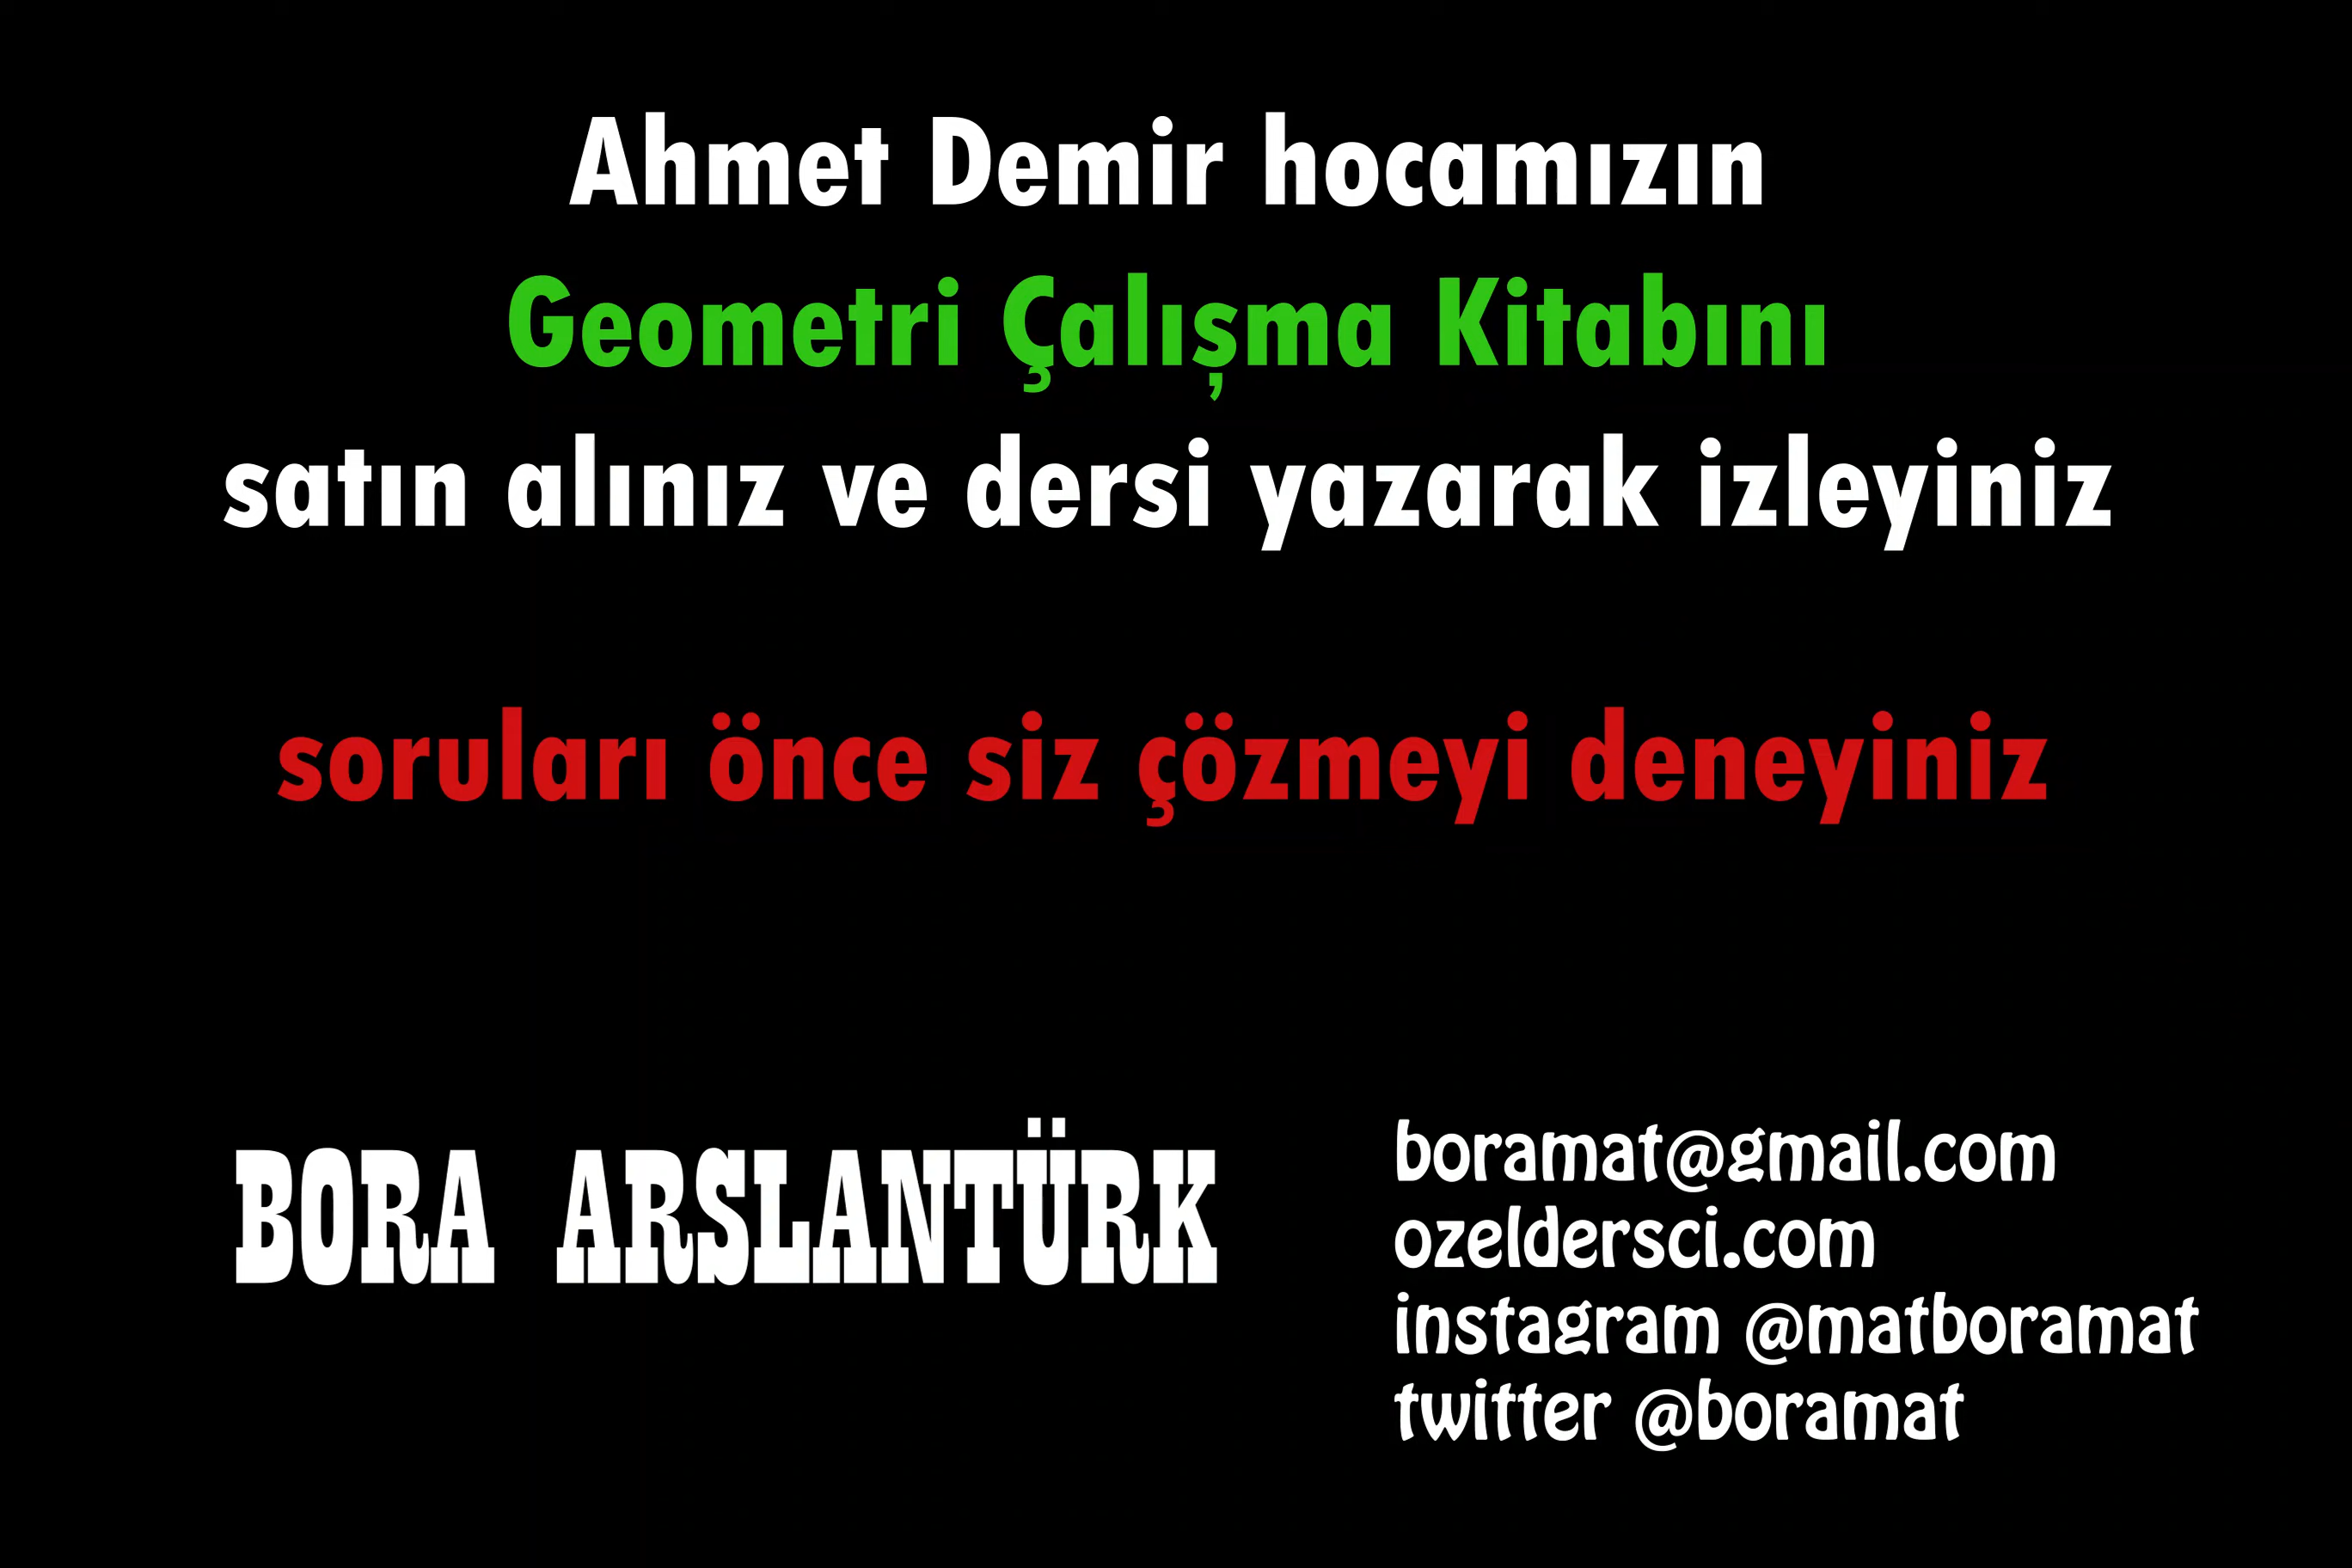 Ahmet Demir hocamızın
Geometri Çalışma Kitabını
satın alınız ve dersi yazarak izleyiniz
soruları önce siz çözmeyi deneyiniz
BORA ARSLANTÜRK
boramat@gmail.com
ozeldersci.com
instagram @matboramat
twitter @boramat